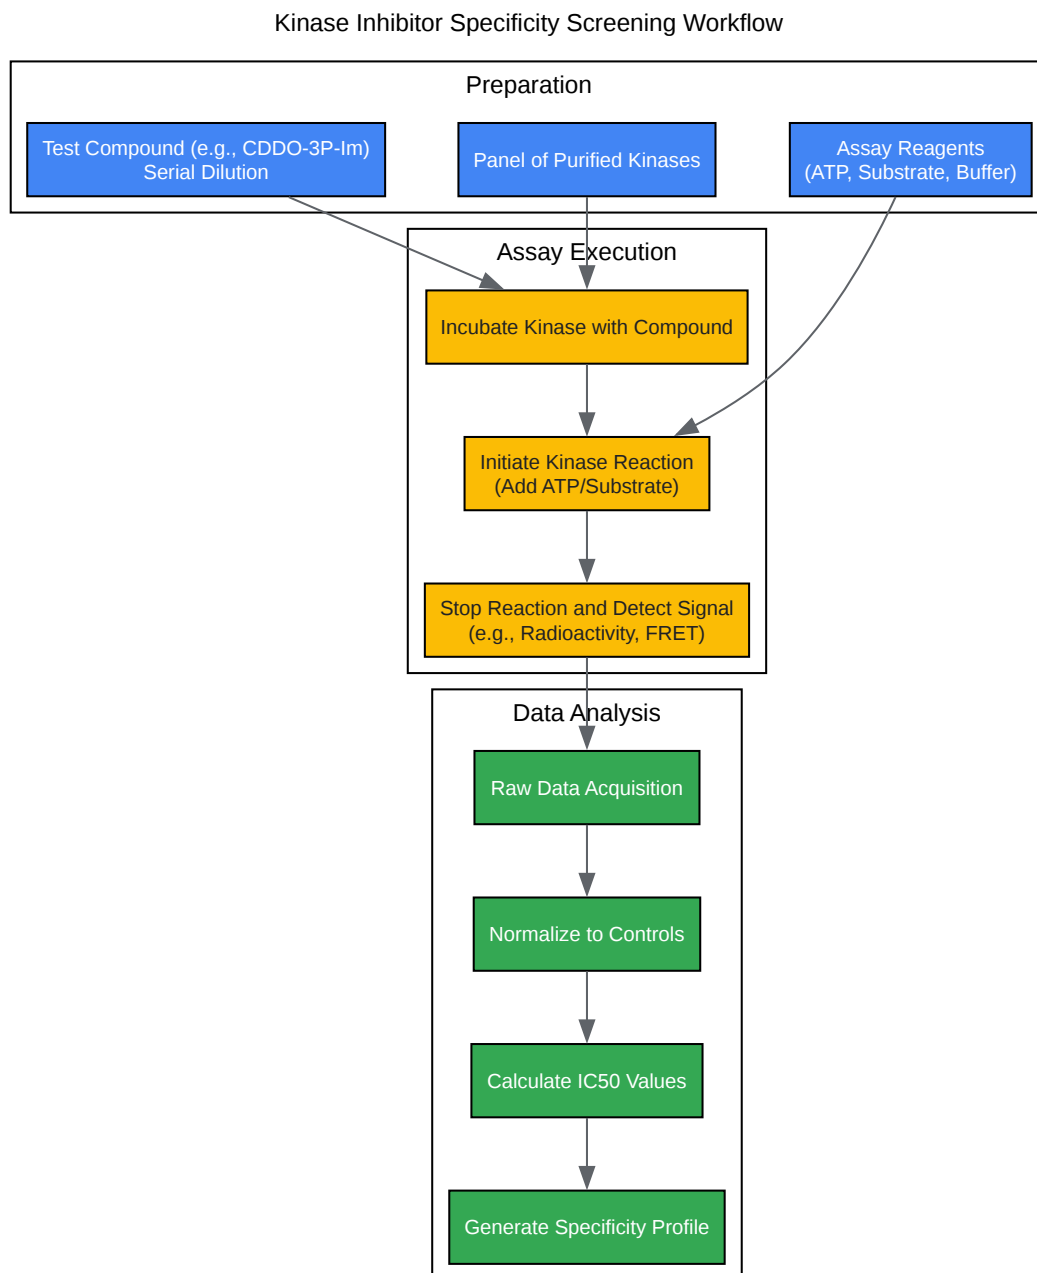 Kinase Inhibitor Specificity Screening Workflow
Preparation
Test Compound (e.g., CDDO-3P-Im)
Serial Dilution
Panel of Purified Kinases
Assay Reagents
(ATP, Substrate, Buffer)
Assay Execution
Incubate Kinase with Compound
Initiate Kinase Reaction
(Add ATP/Substrate)
Stop Reaction and Detect Signal
(e.g., Radioactivity, FRET)
Data Analysis
Raw Data Acquisition
Normalize to Controls
Calculate IC50 Values
Generate Specificity Profile